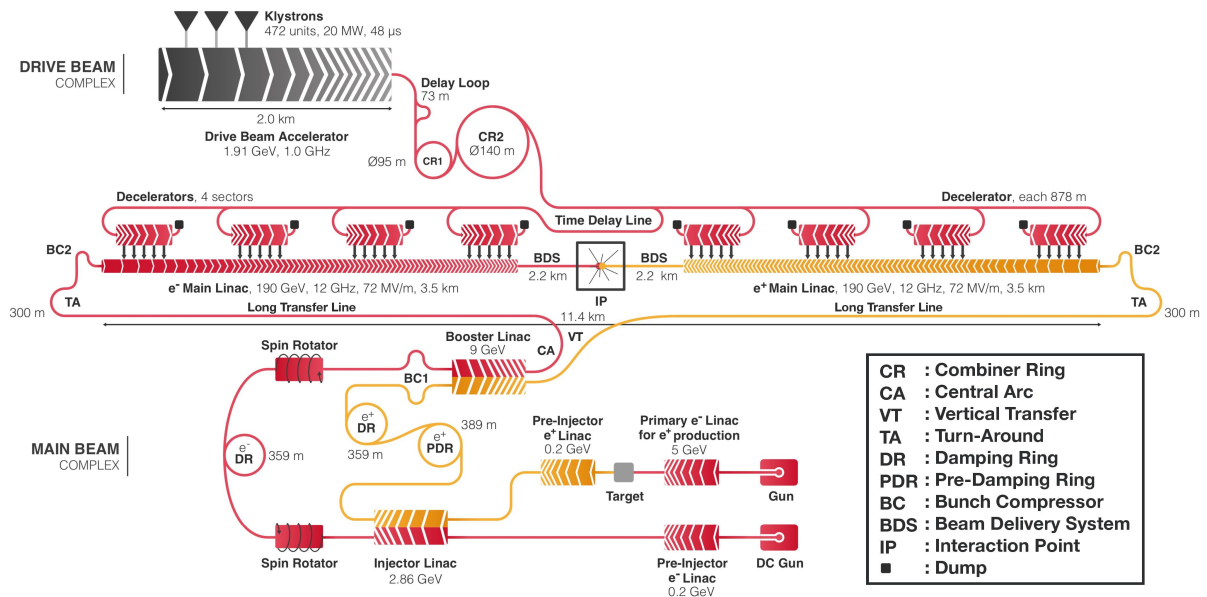 Klystrons
472 units, 20 MW, 48 μs
DRIVE BEAM
COMPLEX
2.0 km
Drive Beam Accelerator
1.91 GeV, 1.0 GHz
Delay Loop
73 m
CR2
Ø140 m
Ø95 m
CR1
Decelerators, 4 sectors
Time Delay Line
Decelerator, each 878 m
BC2
BDS
2.2 km
BDS
2.2 km
BC2
e⁻ Main Linac, 190 GeV, 12 GHz, 72 MV/m, 3.5 km
IP
e⁺ Main Linac, 190 GeV, 12 GHz, 72 MV/m, 3.5 km
TA
300 m
TA
300 m
Long Transfer Line
11.4 km
Long Transfer Line
Spin Rotator
Booster Linac
9 GeV
CA
VT
BC1
MAIN BEAM
COMPLEX
e⁻
DR
359 m
e⁺
DR
359 m
e⁺
PDR
389 m
Pre-Injector
e⁺ Linac
0.2 GeV
Primary e⁻ Linac
for e⁺ production
5 GeV
Target
Gun
Spin Rotator
Injector Linac
2.86 GeV
Pre-Injector
e⁻ Linac
0.2 GeV
DC Gun
CR : Combiner Ring
CA : Central Arc
VT : Vertical Transfer
TA : Turn-Around
DR : Damping Ring
PDR : Pre-Damping Ring
BC : Bunch Compressor
BDS : Beam Delivery System
IP : Interaction Point
: Dump